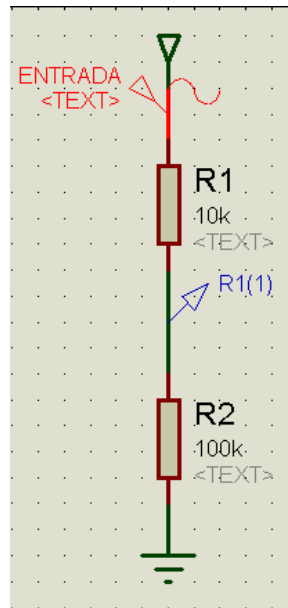 ENTRADA
<TEXT>
R1
10k
<TEXT>
R1(1)
R2
100k
<TEXT>